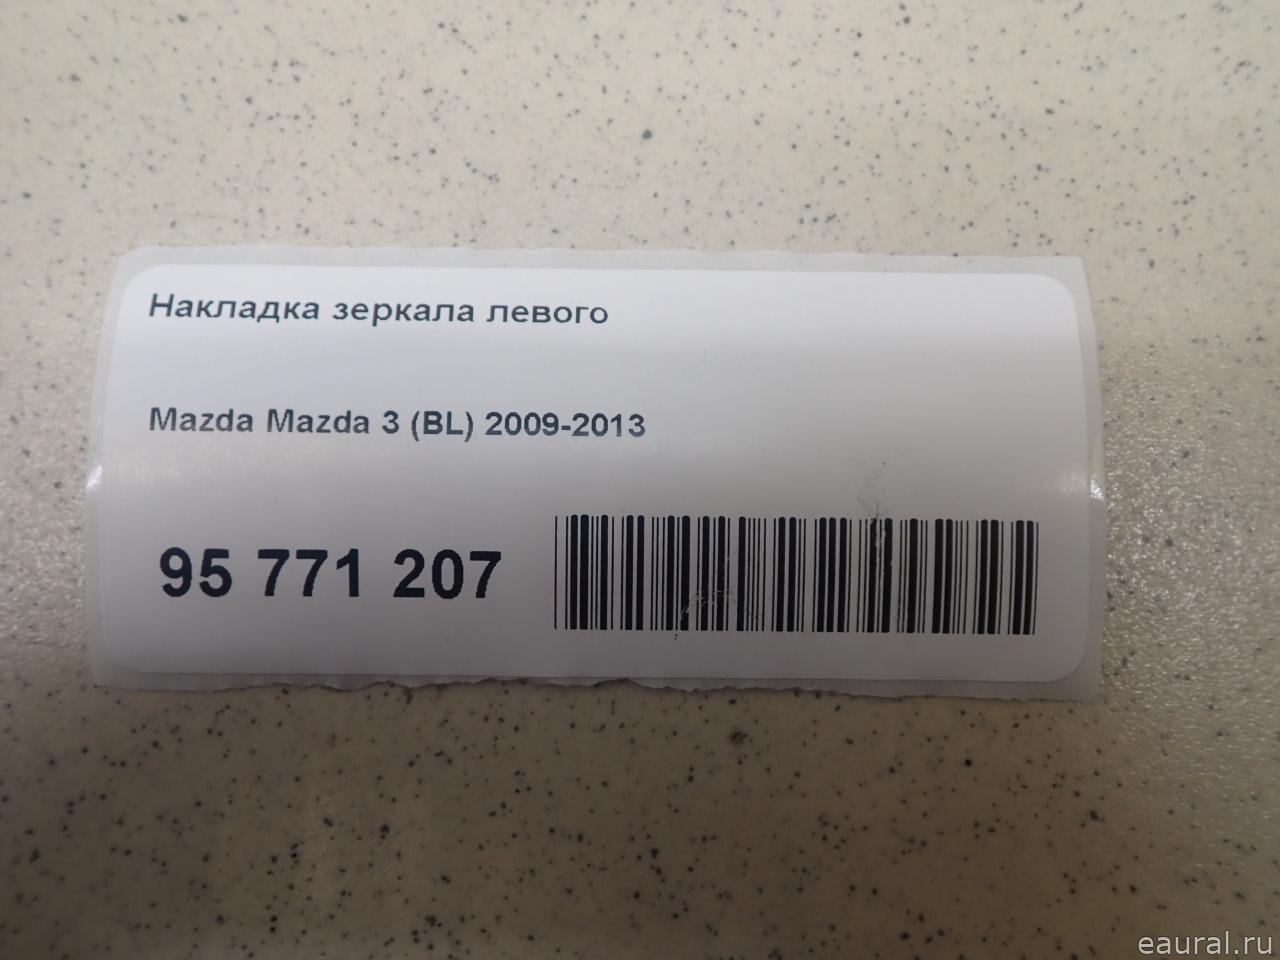 Накладка зеркала левого
Mazda Mazda 3 (BL) 2009-2013
95 771 207
eaural.ru